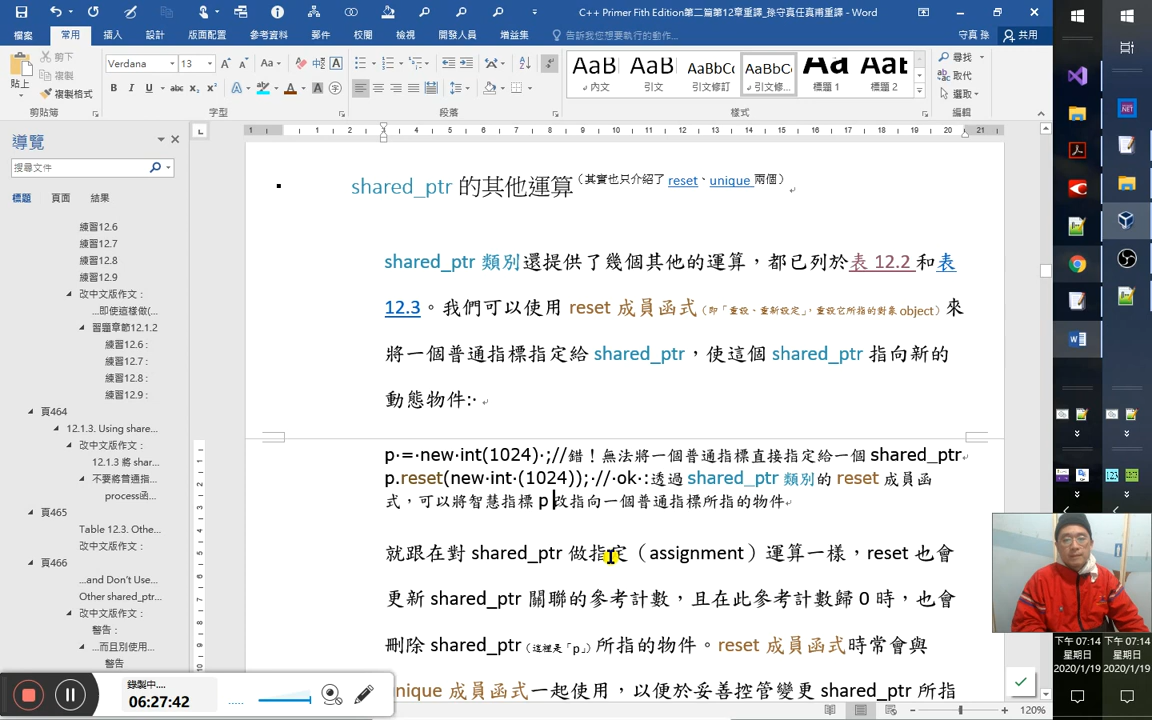 C++ Primer Fith Edition第二篇第12章重譯_孫守真任真甫重譯 - Word
檔案 常用 插入 設計 版面配置 參考資料 郵件 校閱 檢視 開發人員 增益集 告訴我您想要執行的動作... 守真 孫 共用
貼上 剪下 複製 複製格式
Verdana 13
AaB AaB AaBbC AaBbC AaB AaB
內文 引文 引文修訂 引文修... 標題 1 標題 2
尋找 取代 選取
剪貼簿 字型 段落 樣式 編輯
導覽
搜尋文件
標題 頁面 結果
練習12.6
練習12.7
練習12.8
練習12.9
改中文版作文：
...即使這樣做(...
習題章節12.1.2
練習12.6：
練習12.7：
練習12.8：
練習12.9：
頁464
12.1.3. Using share...
改中文版作文：
12.1.3 將 shar...
不要將普通指...
process函...
頁465
Table 12.3. Othe...
改中文版作文：
頁466
...and Don't Use...
Other shared_ptr...
改中文版作文：
警告：
...而且別使用...
警告
shared_ptr 的其他運算（其實也只介紹了 reset、unique 兩個）
shared_ptr 類別還提供了幾個其他的運算，都已列於表 12.2 和表
12.3。我們可以使用 reset 成員函式（即「重設、重新設定」，重設它所指的對象 object）來
將一個普通指標指定給 shared_ptr，使這個 shared_ptr 指向新的
動態物件:
p = new int(1024) ;//錯！無法將一個普通指標直接指定給一個 shared_ptr
p.reset(new int (1024)); // ok :透過 shared_ptr 類別的 reset 成員函
式，可以將智慧指標 p 改指向一個普通指標所指的物件
就跟在對 shared_ptr 做指定（assignment）運算一樣，reset 也會
更新 shared_ptr 關聯的參考計數，且在此參考計數歸 0 時，也會
刪除 shared_ptr（這裡是「p」）所指的物件。reset 成員函式時常會與
unique 成員函式一起使用，以便於妥善控管變更 shared_ptr 所指
錄製中....
06:27:42
120%
下午 07:14 下午 07:14
星期日 星期日
2020/1/19 2020/1/19